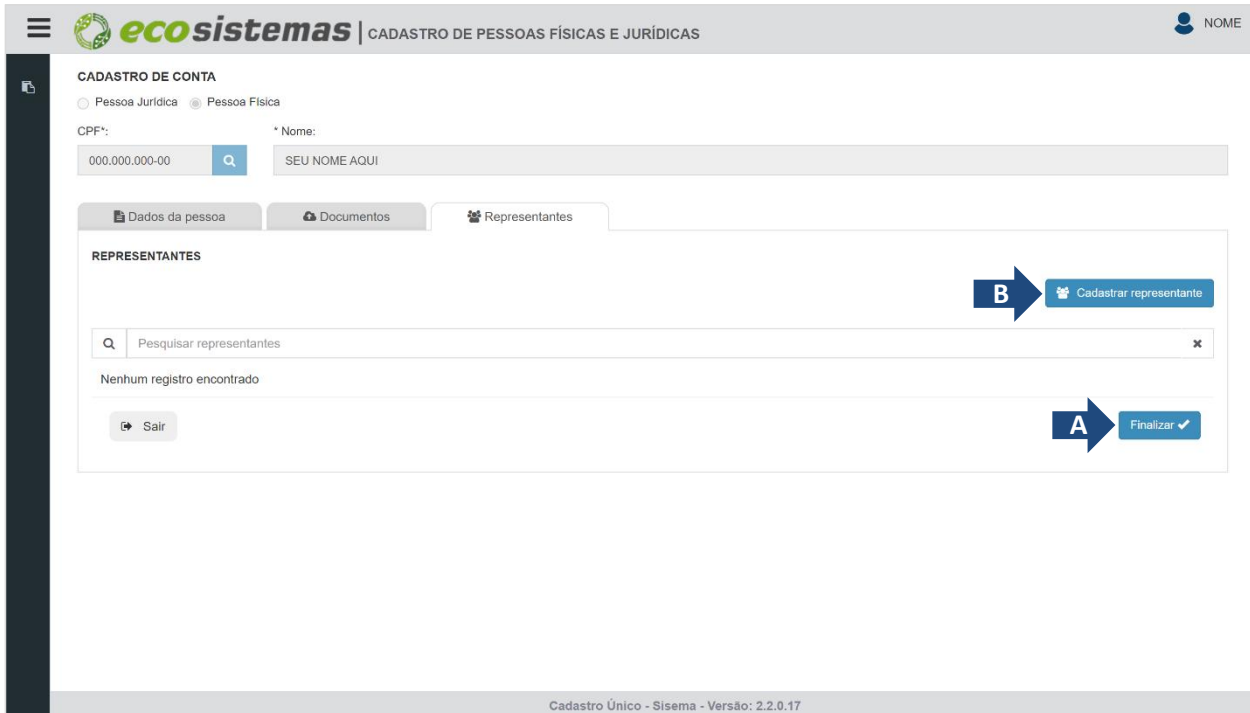 ecosistemas | CADASTRO DE PESSOAS FÍSICAS E JURÍDICAS
NOME
CADASTRO DE CONTA
Pessoa Jurídica Pessoa Física
CPF*: * Nome:
000.000.000-00 SEU NOME AQUI
Dados da pessoa Documentos Representantes
REPRESENTANTES
B Cadastrar representante
Pesquisar representantes
Nenhum registro encontrado
Sair A Finalizar
Cadastro Único - Sisema - Versão: 2.2.0.17